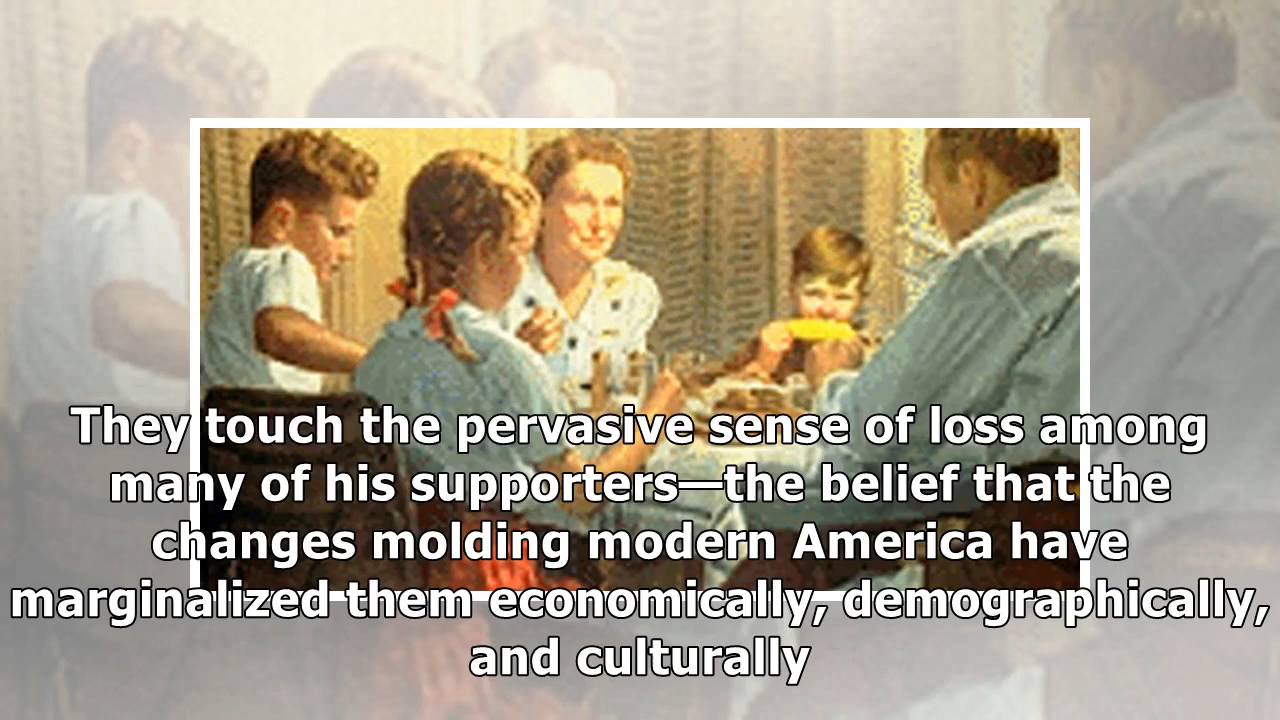 They touch the pervasive sense of loss among
many of his supporters—the belief that the
changes molding modern America have
marginalized them economically, demographically,
and culturally